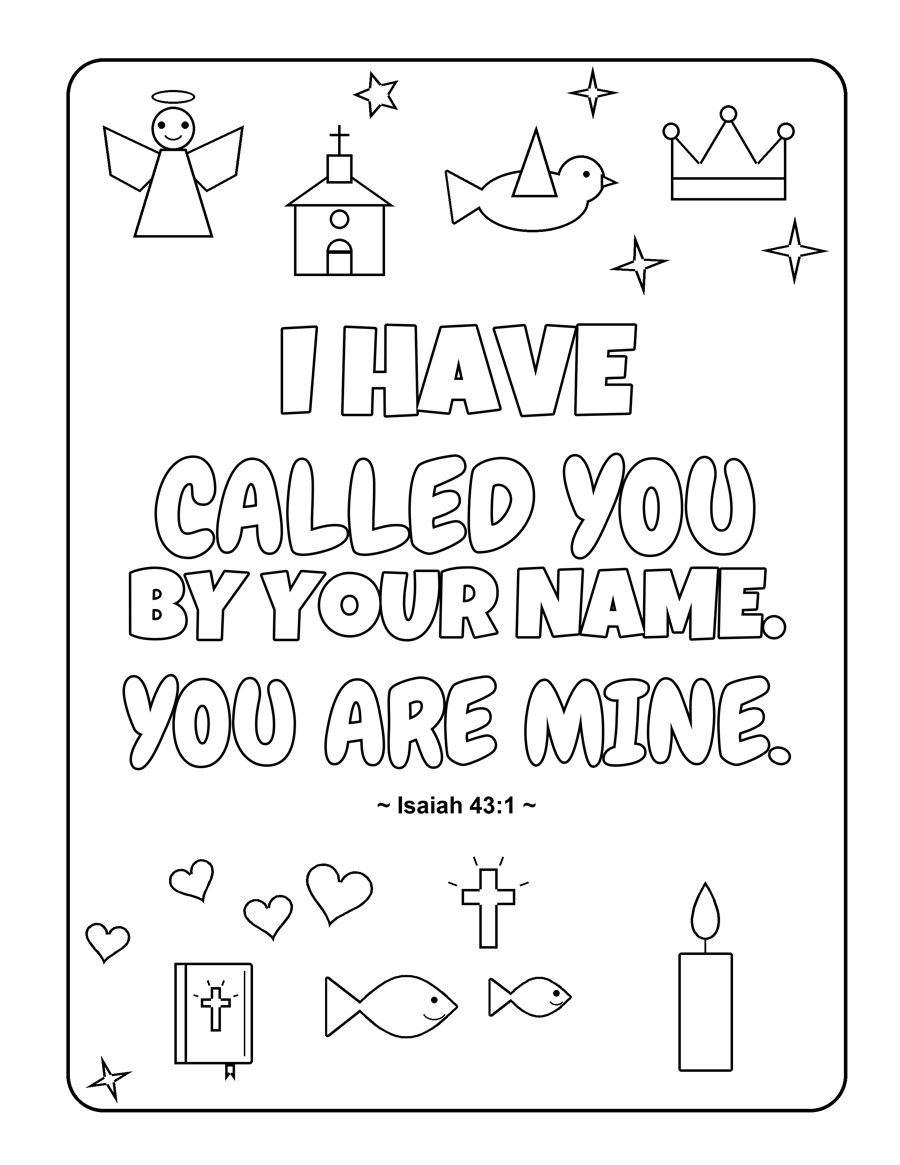 I HAVE
CALLED YOU
BY YOUR NAME.
YOU ARE MINE.
~ Isaiah 43:1 ~